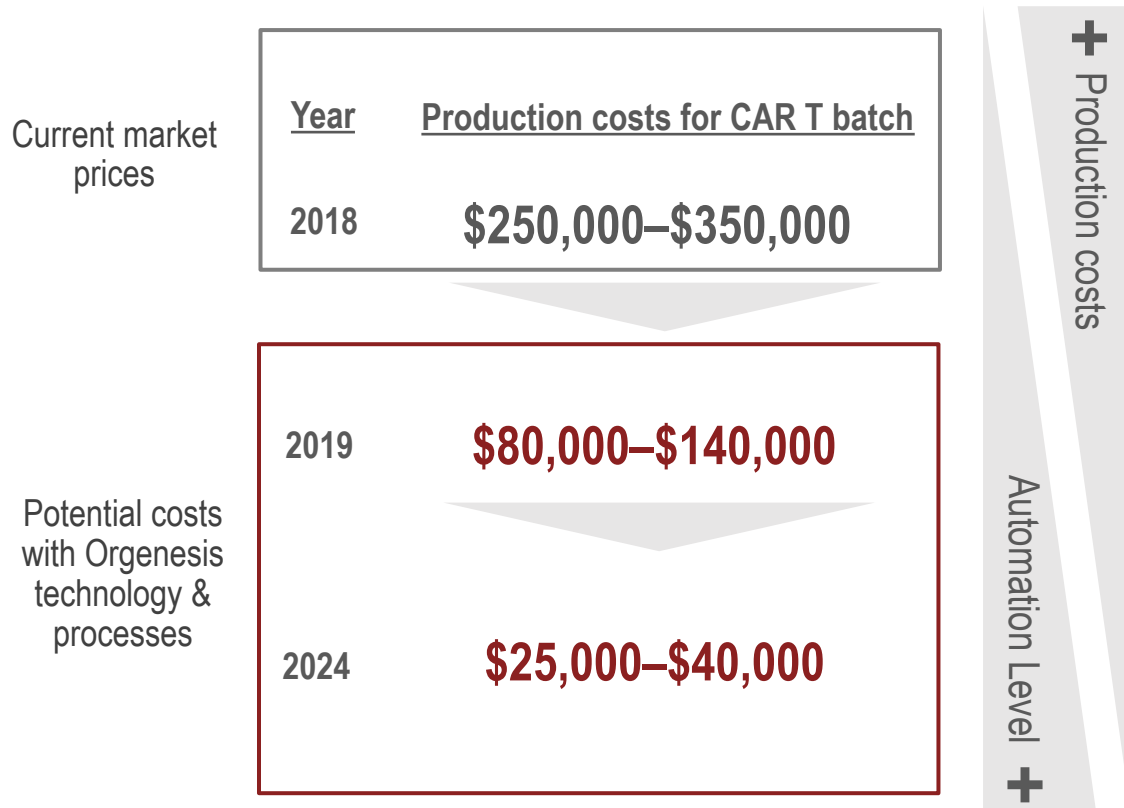 Current market
prices
Year
Production costs for CAR T batch
2018
$250,000–$350,000
Potential costs
with Orgenesis
technology &
processes
2019
$80,000–$140,000
2024
$25,000–$40,000
+ Production costs
Automation Level +